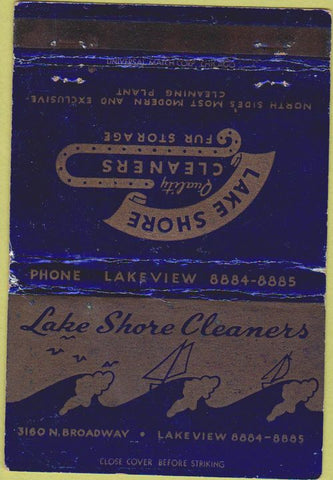 UNIVERSAL MATCH CORP., CHICAGO
NORTH SIDE'S MOST MODERN AND EXCLUSIVE
CLEANING PLANT
LAKE SHORE
Quality
CLEANERS
FUR STORAGE
PHONE LAKEVIEW 8884-8885
Lake Shore Cleaners
3160 N. BROADWAY • LAKEVIEW 8884-8885
CLOSE COVER BEFORE STRIKING